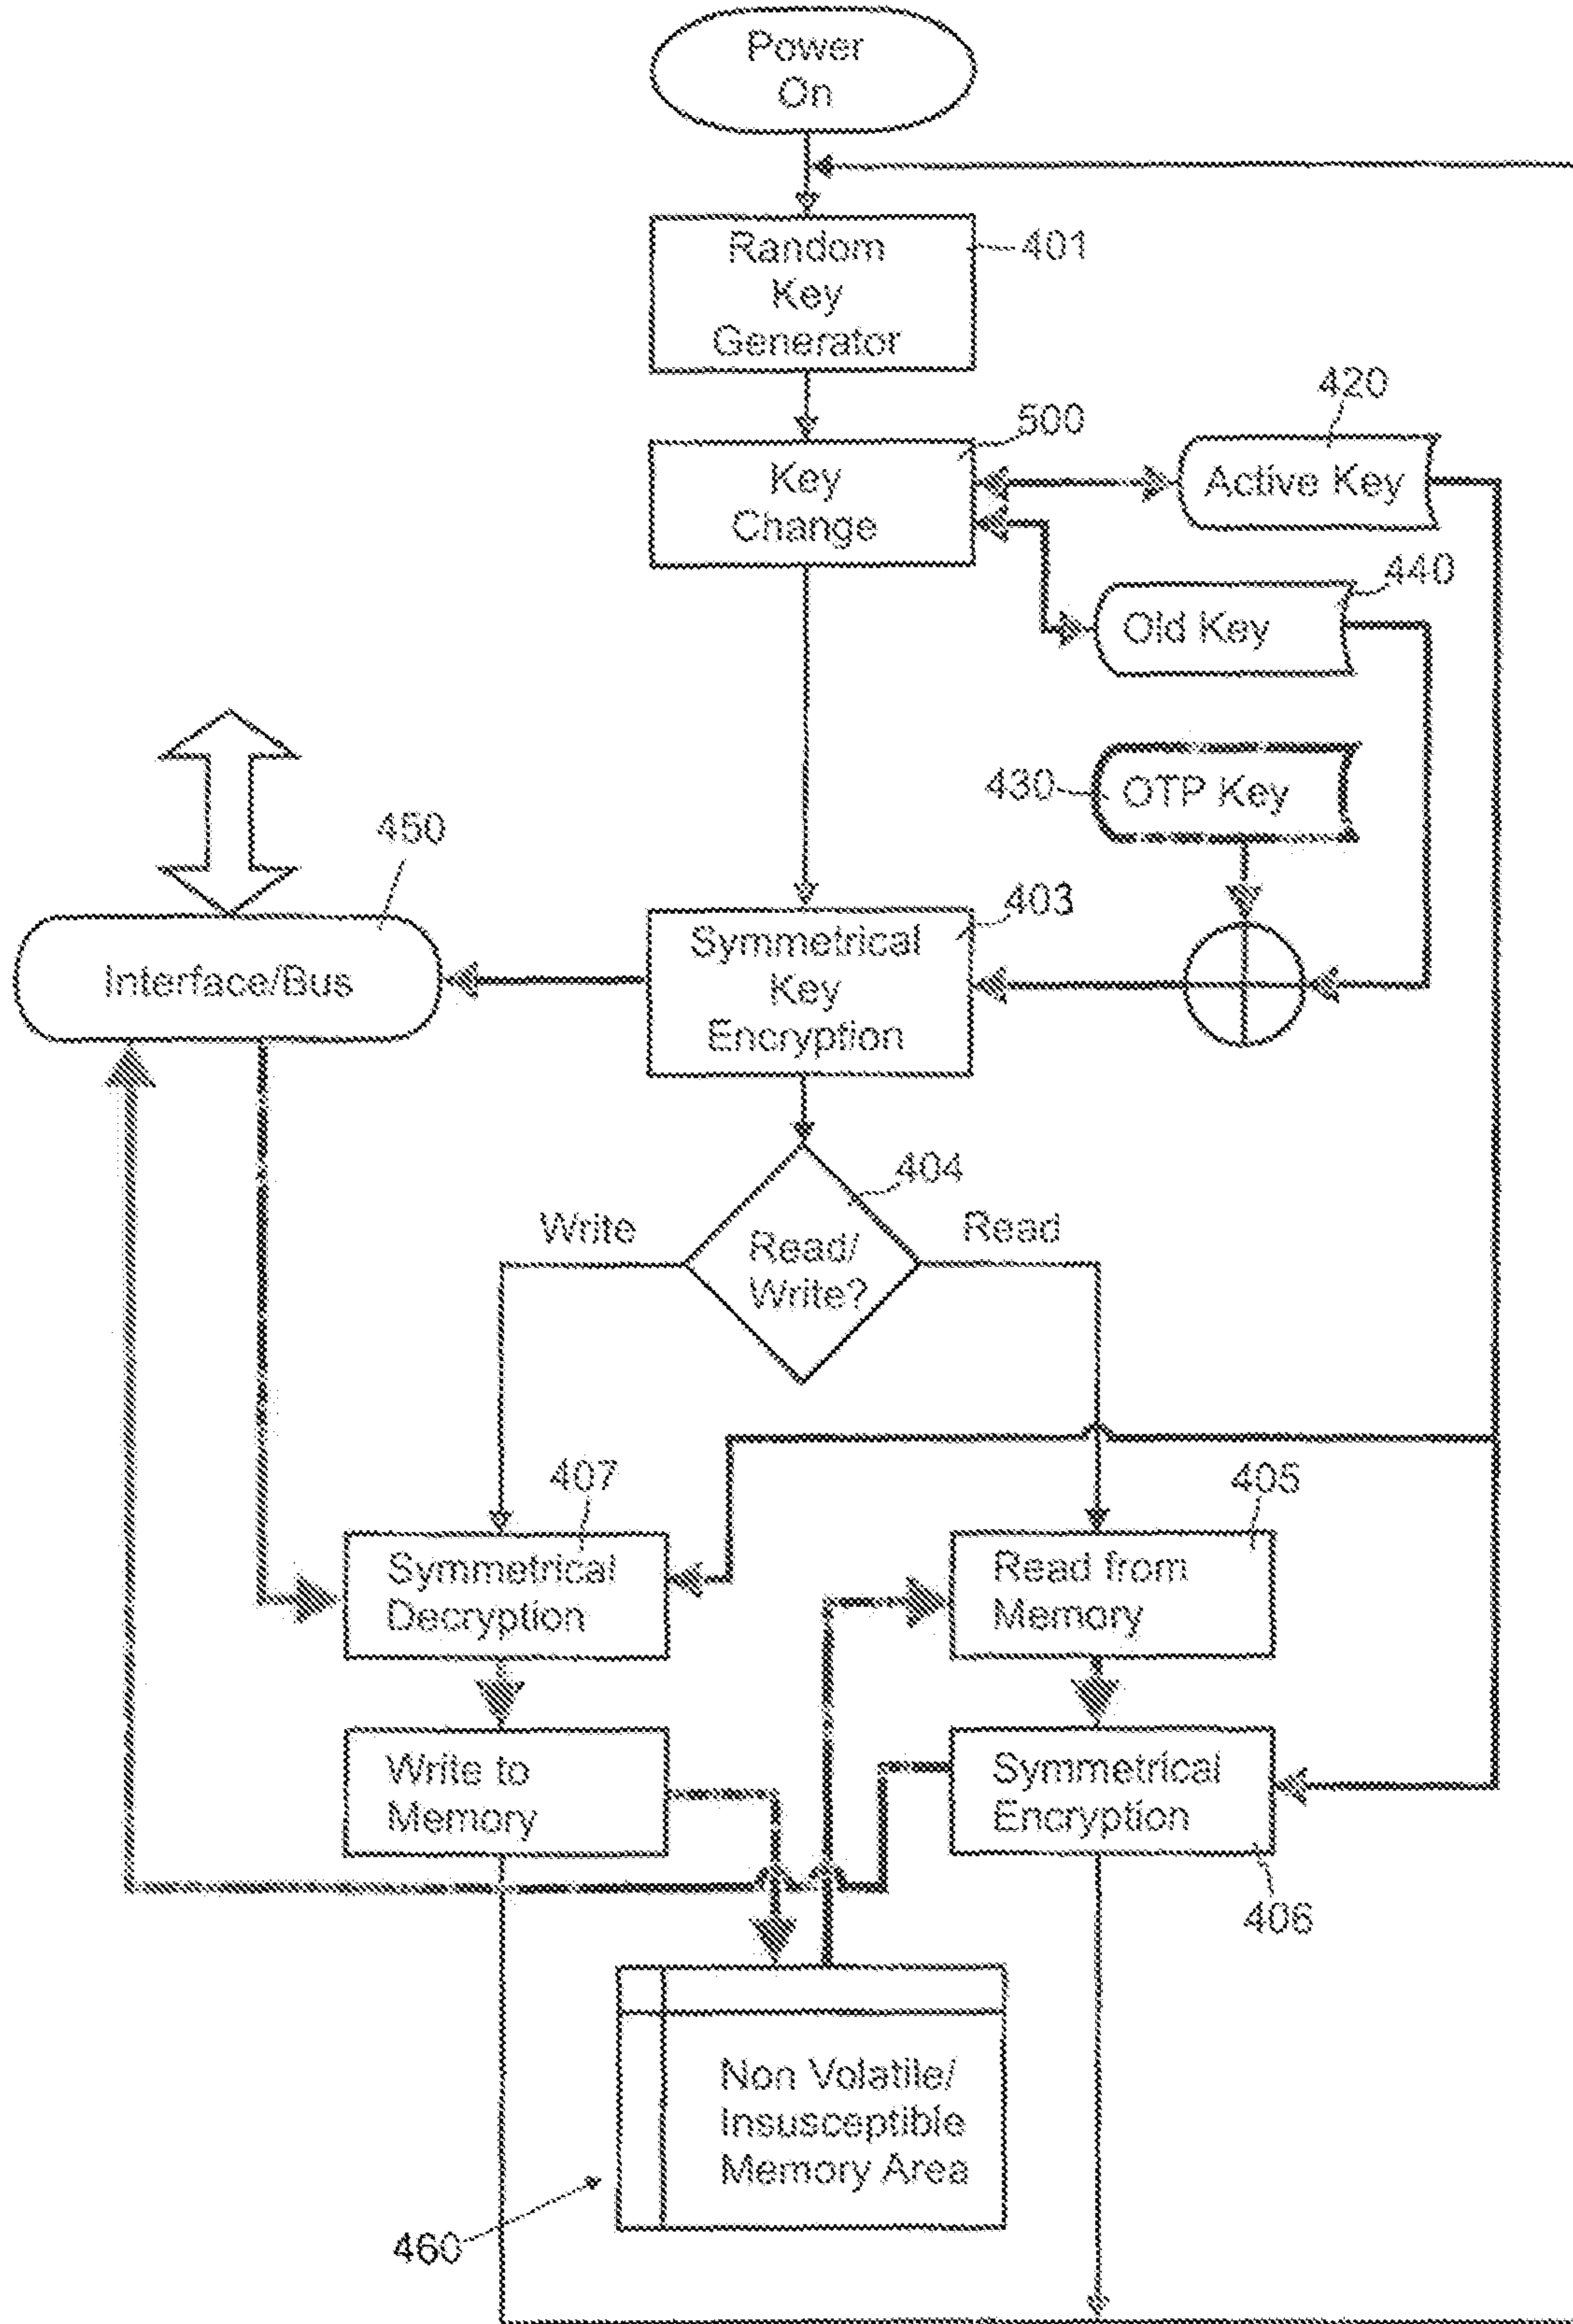 Power
On
Random
Key
Generator
401
Key
Change
500
420
Active Key
440
Old Key
430
OTP Key
450
Interface/Bus
Symmetrical
Key
Encryption
403
404
Write
Read/
Write?
Read
407
Symmetrical
Decryption
405
Read from
Memory
Write to
Memory
Symmetrical
Encryption
406
Non Volatile/
Insusceptible
Memory Area
460